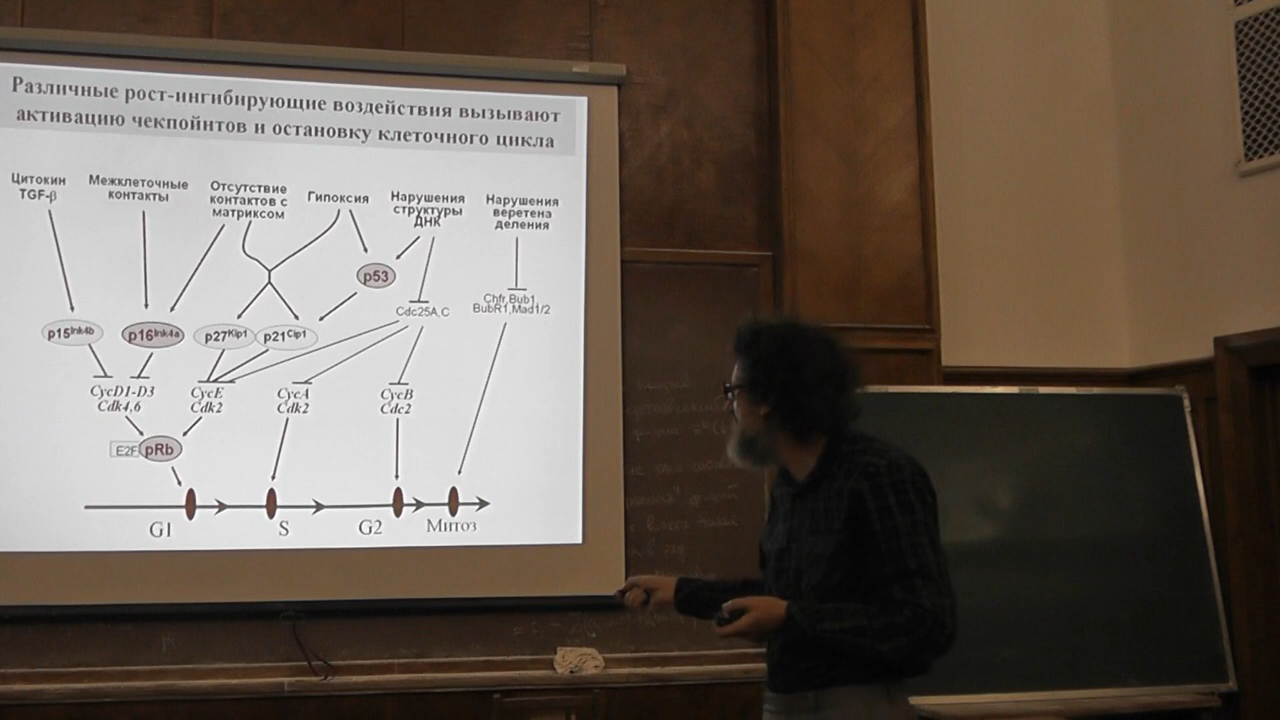 Различные рост-ингибирующие воздействия вызывают
активацию чекпойнтов и остановку клеточного цикла
Цитокин
TGF-β
Межклеточные
контакты
Отсутствие
контактов с
матриксом
Гипоксия
Нарушения
структуры
ДНК
Нарушения
веретена
деления
p53
Cdc25A,C
Chfr,Bub1,
BubR1,Mad1/2
p15Ink4b
p16Ink4a
p27Kip1
p21Cip1
CycD1-D3
Cdk4,6
CycE
Cdk2
CycA
Cdk2
CycB
Cdc2
E2F
pRb
G1
S
G2
Митоз